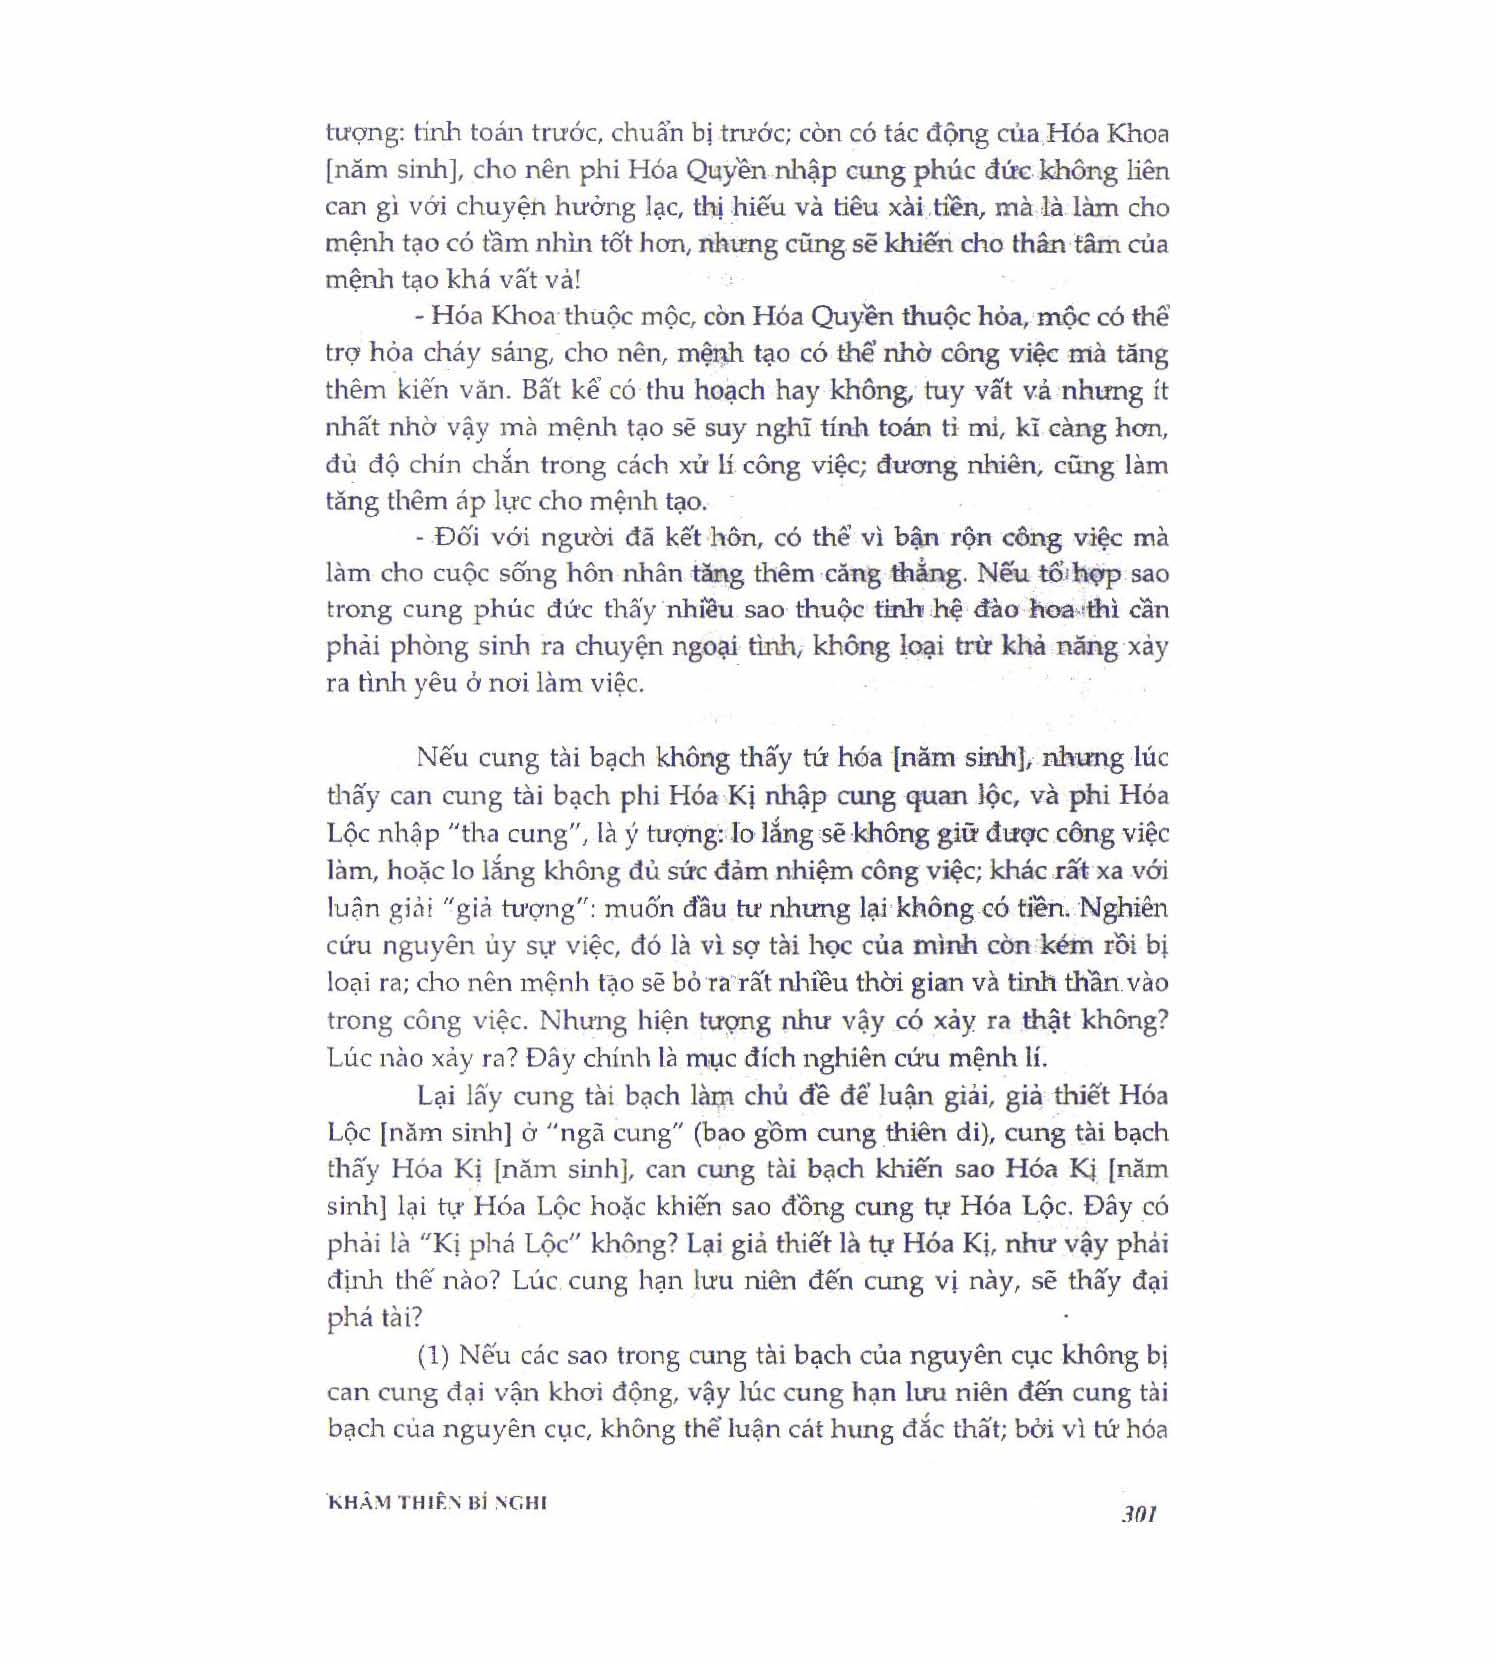 tượng: tính toán trước, chuẩn bị trước; còn có tác động của Hóa Khoa
[năm sinh], cho nên phi Hóa Quyền nhập cung phúc đức không liên
can gì với chuyện hưởng lạc, thị hiếu và tiêu xài tiền, mà là làm cho
mệnh tạo có tầm nhìn tốt hơn, nhưng cũng sẽ khiến cho thân tâm của
mệnh tạo khá vất vả!
- Hóa Khoa thuộc mộc, còn Hóa Quyền thuộc hỏa, mộc có thể
trợ hỏa cháy sáng, cho nên, mệnh tạo có thể nhờ công việc mà tăng
thêm kiến văn. Bất kể có thu hoạch hay không, tuy vất vả nhưng ít
nhất nhờ vậy mà mệnh tạo sẽ suy nghĩ tính toán tỉ mỉ, kĩ càng hơn,
đủ độ chín chắn trong cách xử lí công việc; đương nhiên, cũng làm
tăng thêm áp lực cho mệnh tạo.
- Đối với người đã kết hôn, có thể vì bận rộn công việc mà
làm cho cuộc sống hôn nhân tăng thêm căng thẳng. Nếu tổ hợp sao
trong cung phúc đức thấy nhiều sao thuộc tinh hệ đào hoa thì cần
phải phòng sinh ra chuyện ngoại tình, không loại trừ khả năng xảy
ra tình yêu ở nơi làm việc.
Nếu cung tài bạch không thấy tứ hóa [năm sinh], nhưng lúc
thấy can cung tài bạch phi Hóa Kị nhập cung quan lộc, và phi Hóa
Lộc nhập "tha cung", là ý tượng: lo lắng sẽ không giữ được công việc
làm, hoặc lo lắng không đủ sức đảm nhiệm công việc; khác rất xa với
luận giải "giả tượng": muốn đầu tư nhưng lại không có tiền. Nghiên
cứu nguyên ủy sự việc, đó là vì sợ tài học của mình còn kém rồi bị
loại ra; cho nên mệnh tạo sẽ bỏ ra rất nhiều thời gian và tinh thần vào
trong công việc. Nhưng hiện tượng như vậy có xảy ra thật không?
Lúc nào xảy ra? Đây chính là mục đích nghiên cứu mệnh lí.
Lại lấy cung tài bạch làm chủ đề để luận giải, giả thiết Hóa
Lộc [năm sinh] ở "ngã cung" (bao gồm cung thiên di), cung tài bạch
thấy Hóa Kị [năm sinh], can cung tài bạch khiến sao Hóa Kị [năm
sinh] lại tự Hóa Lộc hoặc khiến sao đồng cung tự Hóa Lộc. Đây có
phải là "Kị phá Lộc" không? Lại giả thiết là tự Hóa Kị, như vậy phải
định thế nào? Lúc cung hạn lưu niên đến cung vị này, sẽ thấy đại
phá tài?
(1) Nếu các sao trong cung tài bạch của nguyên cục không bị
can cung đại vận khơi động, vậy lúc cung hạn lưu niên đến cung tài
bạch của nguyên cục, không thể luận cát hung đắc thất; bởi vì tứ hóa
KHÂM THIÊN BÍ NGHI
301